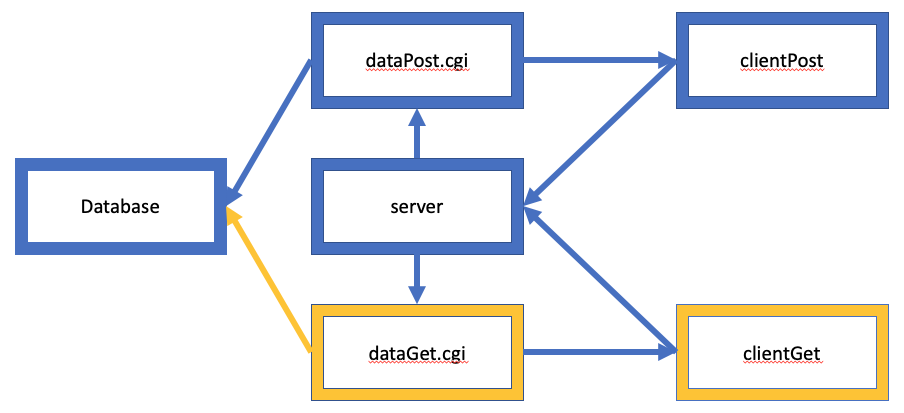 dataPost.cgi
clientPost
Database
server
dataGet.cgi
clientGet